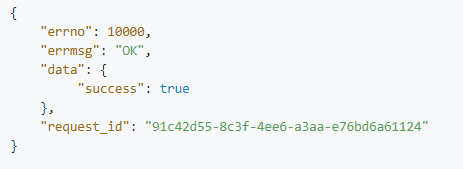 {
    "errno": 10000,
    "errmsg": "OK",
    "data": {
        "success": true
    },
    "request_id": "91c42d55-8c3f-4ee6-a3aa-e76bd6a61124"
}